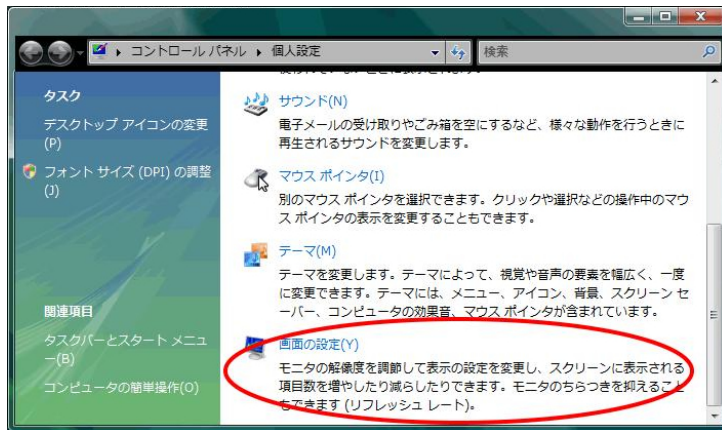 コントロール パネル ▸ 個人設定
検索
タスク
デスクトップ アイコンの変更
(P)
フォント サイズ (DPI) の調整
(J)
関連項目
タスクバーとスタート メニュ
ー(B)
コンピュータの簡単操作(O)
サウンド(N)
電子メールの受け取りやごみ箱を空にするなど、様々な動作を行うときに
再生されるサウンドを変更します。
マウス ポインタ(I)
別のマウス ポインタを選択できます。クリックや選択などの操作中のマウ
ス ポインタの表示を変更することもできます。
テーマ(M)
テーマを変更します。テーマによって、視覚や音声の要素を幅広く、一度
に変更できます。テーマには、メニュー、アイコン、背景、スクリーン セ
ーバー、コンピュータの効果音、マウス ポインタが含まれています。
画面の設定(Y)
モニタの解像度を調節して表示の設定を変更し、スクリーンに表示される
項目数を増やしたり減らしたりできます。モニタのちらつきを抑えること
もできます (リフレッシュ レート)。